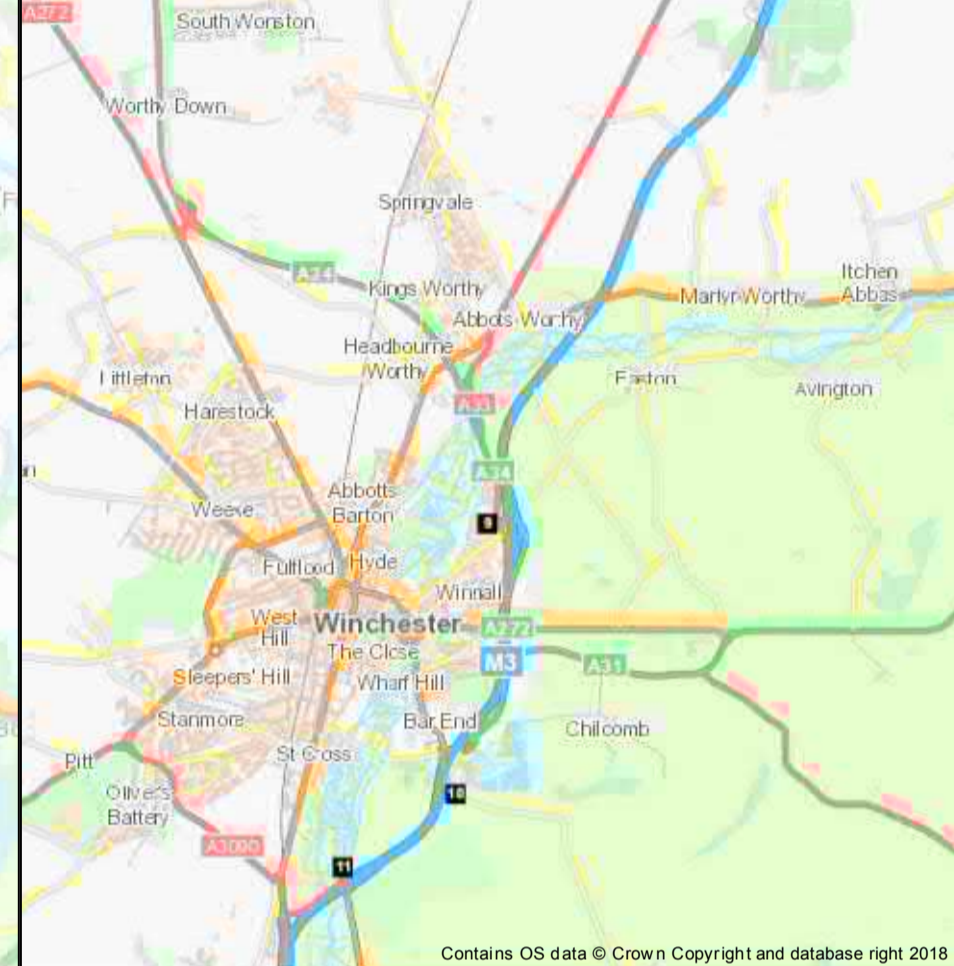 A272
South Wonston
Worthy Down
Springvale
A34
Kings Worthy
Itchen
Abbas
Martyr Worthy
Abbots Worthy
Headbourne
Worthy
Littleton
Easton
Avington
Harestock
A33
A34
Abbotts
Barton
Weeke
9
Fulflood
Hyde
Winnall
West
Hill
Winchester
A272
The Close
M3
A31
Sleepers' Hill
Wharf Hill
Stanmore
Bar End
Chilcomb
St Cross
Pitt
Oliver's
Battery
10
A3090
11
Contains OS data © Crown Copyright and database right 2018